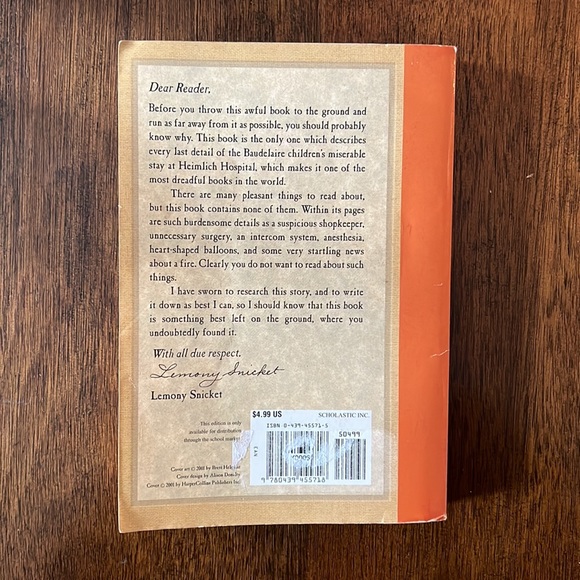 Dear Reader,
Before you throw this awful book to the ground and
run as far away from it as possible, you should probably
know why. This book is the only one which describes
every last detail of the Baudelaire children's miserable
stay at Heimlich Hospital, which makes it one of the
most dreadful books in the world.
There are many pleasant things to read about,
but this book contains none of them. Within its pages
are such burdensome details as a suspicious shopkeeper,
unnecessary surgery, an intercom system, anesthesia,
heart-shaped balloons, and some very startling news
about a fire. Clearly you do not want to read about such
things.
I have sworn to research this story, and to write
it down as best I can, so I should know that this book
is something best left on the ground, where you
undoubtedly found it.
With all due respect,
Lemony Snicket
Lemony Snicket
$4.99 US SCHOLASTIC INC.
This edition is only
available for distribution
through the school market.
ISBN 0-439-45571-5
50499
EAN
9 780439 455718
Cover art © 2001 by Brett
Cover design by Alison
Cover © 2001 by HarperCollins Publishers